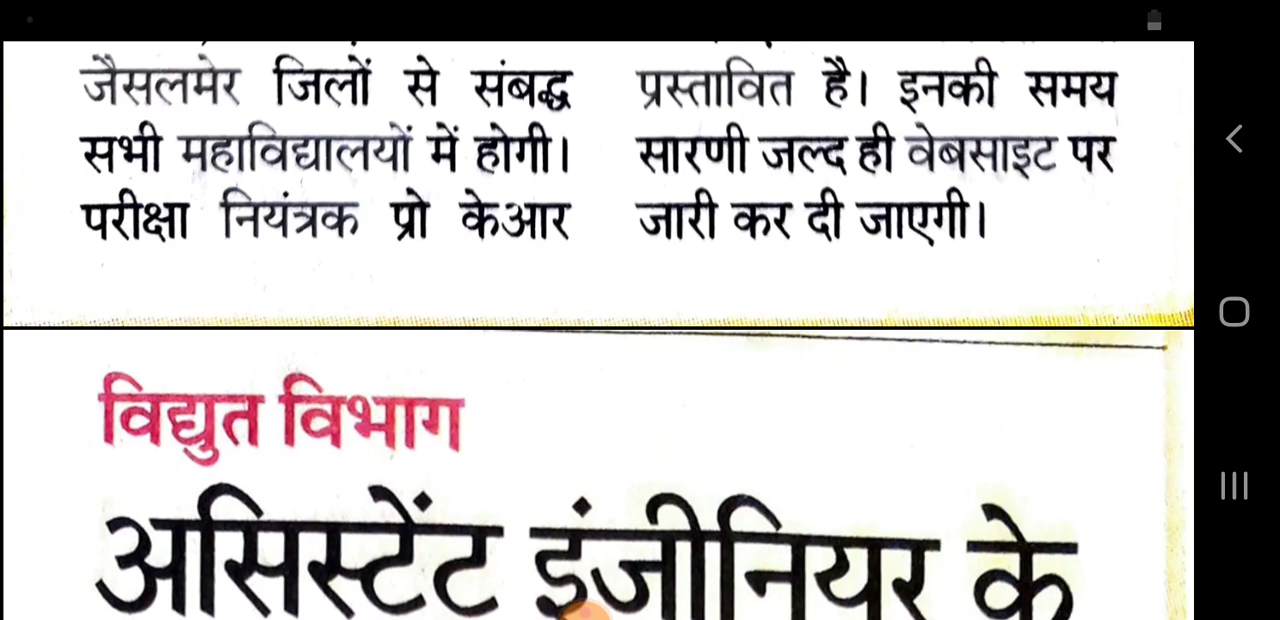 जैसलमेर जिलों से संबद्ध
सभी महाविद्यालयों में होगी।
परीक्षा नियंत्रक प्रो केआर
प्रस्तावित है। इनकी समय
सारणी जल्द ही वेबसाइट पर
जारी कर दी जाएगी।
विद्युत विभाग
असिस्टेंट इंजीनियर के